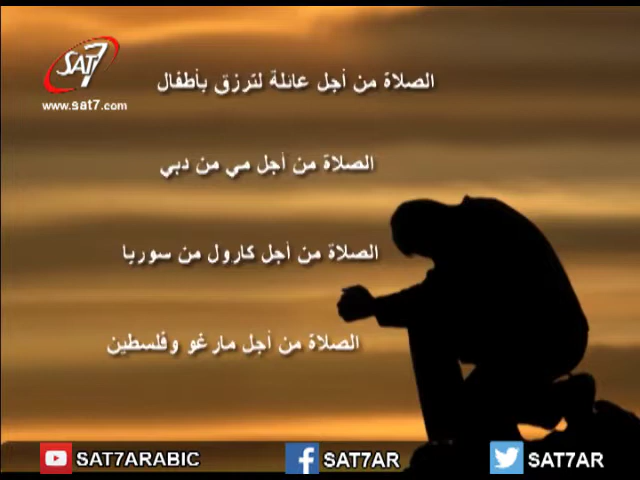 SAT7
www.sat7.com
الصلاة من أجل عائلة لترزق بأطفال
الصلاة من أجل مي من دبي
الصلاة من أجل كارول من سوريا
الصلاة من أجل مارغو وفلسطين
SAT7ARABIC SAT7AR SAT7AR